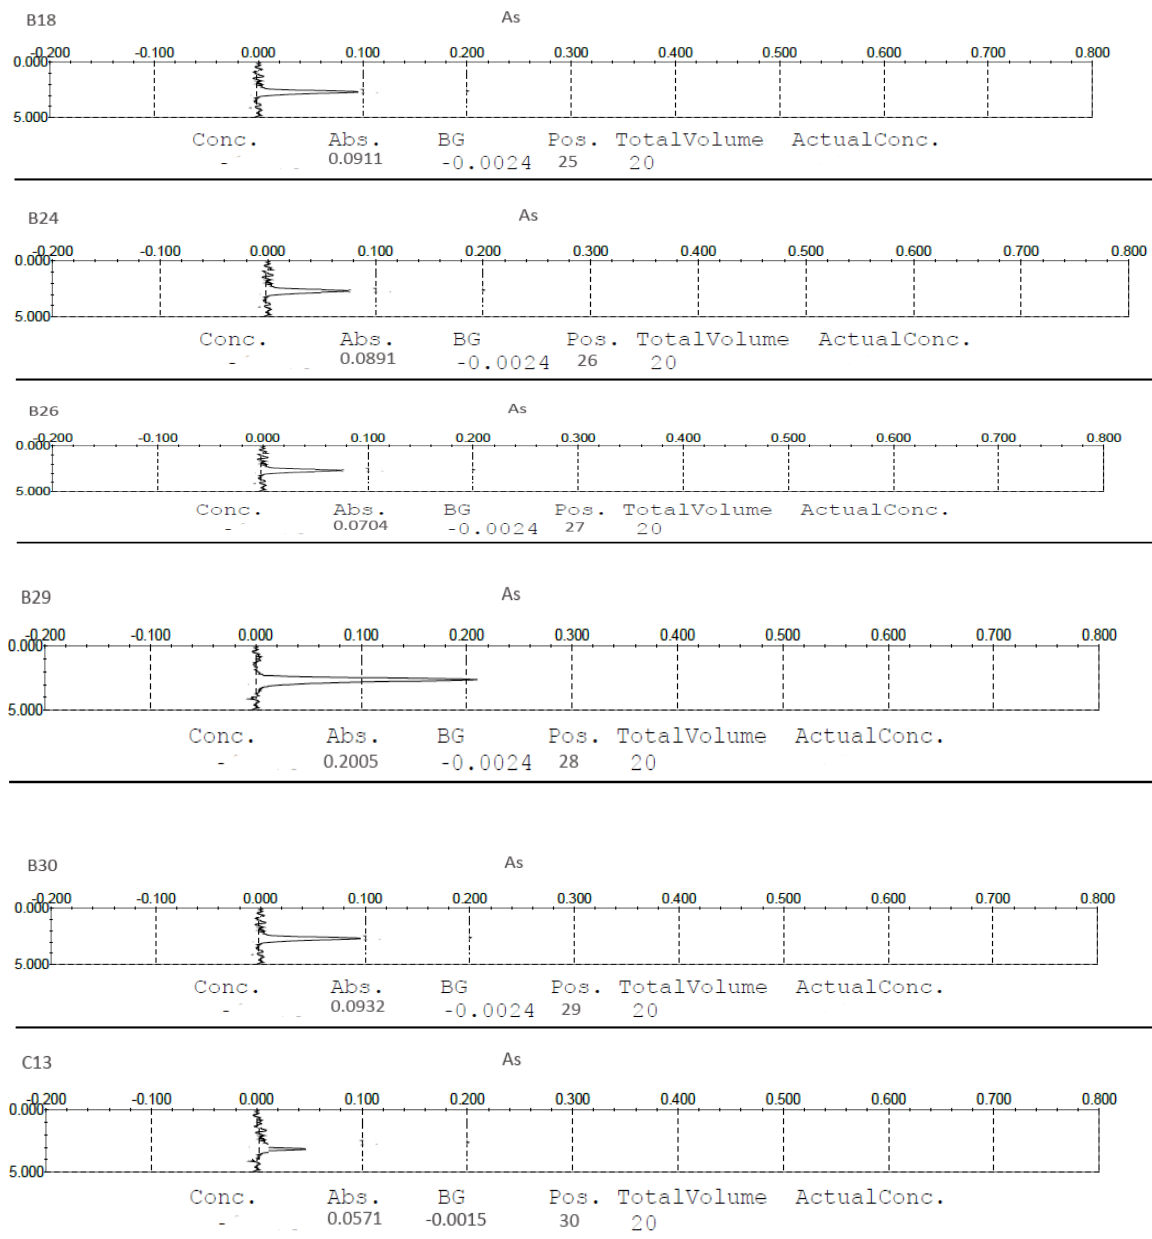 B18 As
-0.200 -0.100 0.000 0.100 0.200 0.300 0.400 0.500 0.600 0.700 0.800
0.000
5.000
Conc. Abs. BG Pos. TotalVolume ActualConc.
- 0.0911 -0.0024 25 20
B24 As
-0.200 -0.100 0.000 0.100 0.200 0.300 0.400 0.500 0.600 0.700 0.800
0.000
5.000
Conc. Abs. BG Pos. TotalVolume ActualConc.
- 0.0891 -0.0024 26 20
B26 As
-0.200 -0.100 0.000 0.100 0.200 0.300 0.400 0.500 0.600 0.700 0.800
0.000
5.000
Conc. Abs. BG Pos. TotalVolume ActualConc.
- 0.0704 -0.0024 27 20
B29 As
-0.200 -0.100 0.000 0.100 0.200 0.300 0.400 0.500 0.600 0.700 0.800
0.000
5.000
Conc. Abs. BG Pos. TotalVolume ActualConc.
- 0.2005 -0.0024 28 20
B30 As
-0.200 -0.100 0.000 0.100 0.200 0.300 0.400 0.500 0.600 0.700 0.800
0.000
5.000
Conc. Abs. BG Pos. TotalVolume ActualConc.
- 0.0932 -0.0024 29 20
C13 As
-0.200 -0.100 0.000 0.100 0.200 0.300 0.400 0.500 0.600 0.700 0.800
0.000
5.000
Conc. Abs. BG Pos. TotalVolume ActualConc.
- 0.0571 -0.0015 30 20